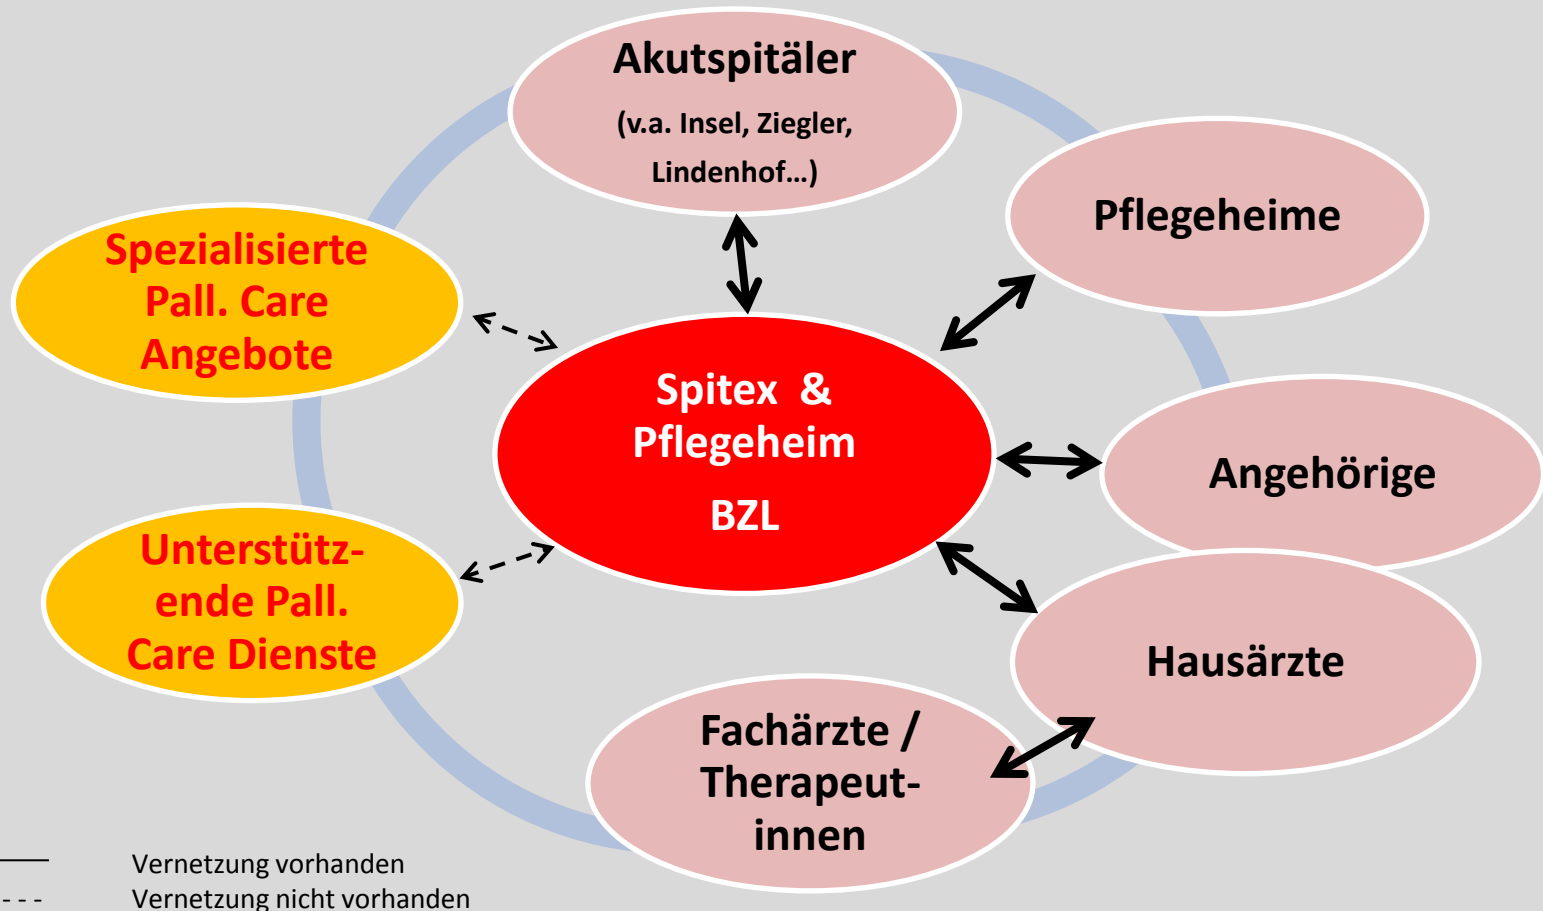 Akutspitäler
(v.a. Insel, Ziegler,
Lindenhof…)
Pflegeheime
Spezialisierte
Pall. Care
Angebote
Spitex & 
Pflegeheim
BZL
Angehörige
Unterstütz-
ende Pall.
Care Dienste
Hausärzte
Fachärzte /
Therapeut-
innen
Vernetzung vorhanden
Vernetzung nicht vorhanden